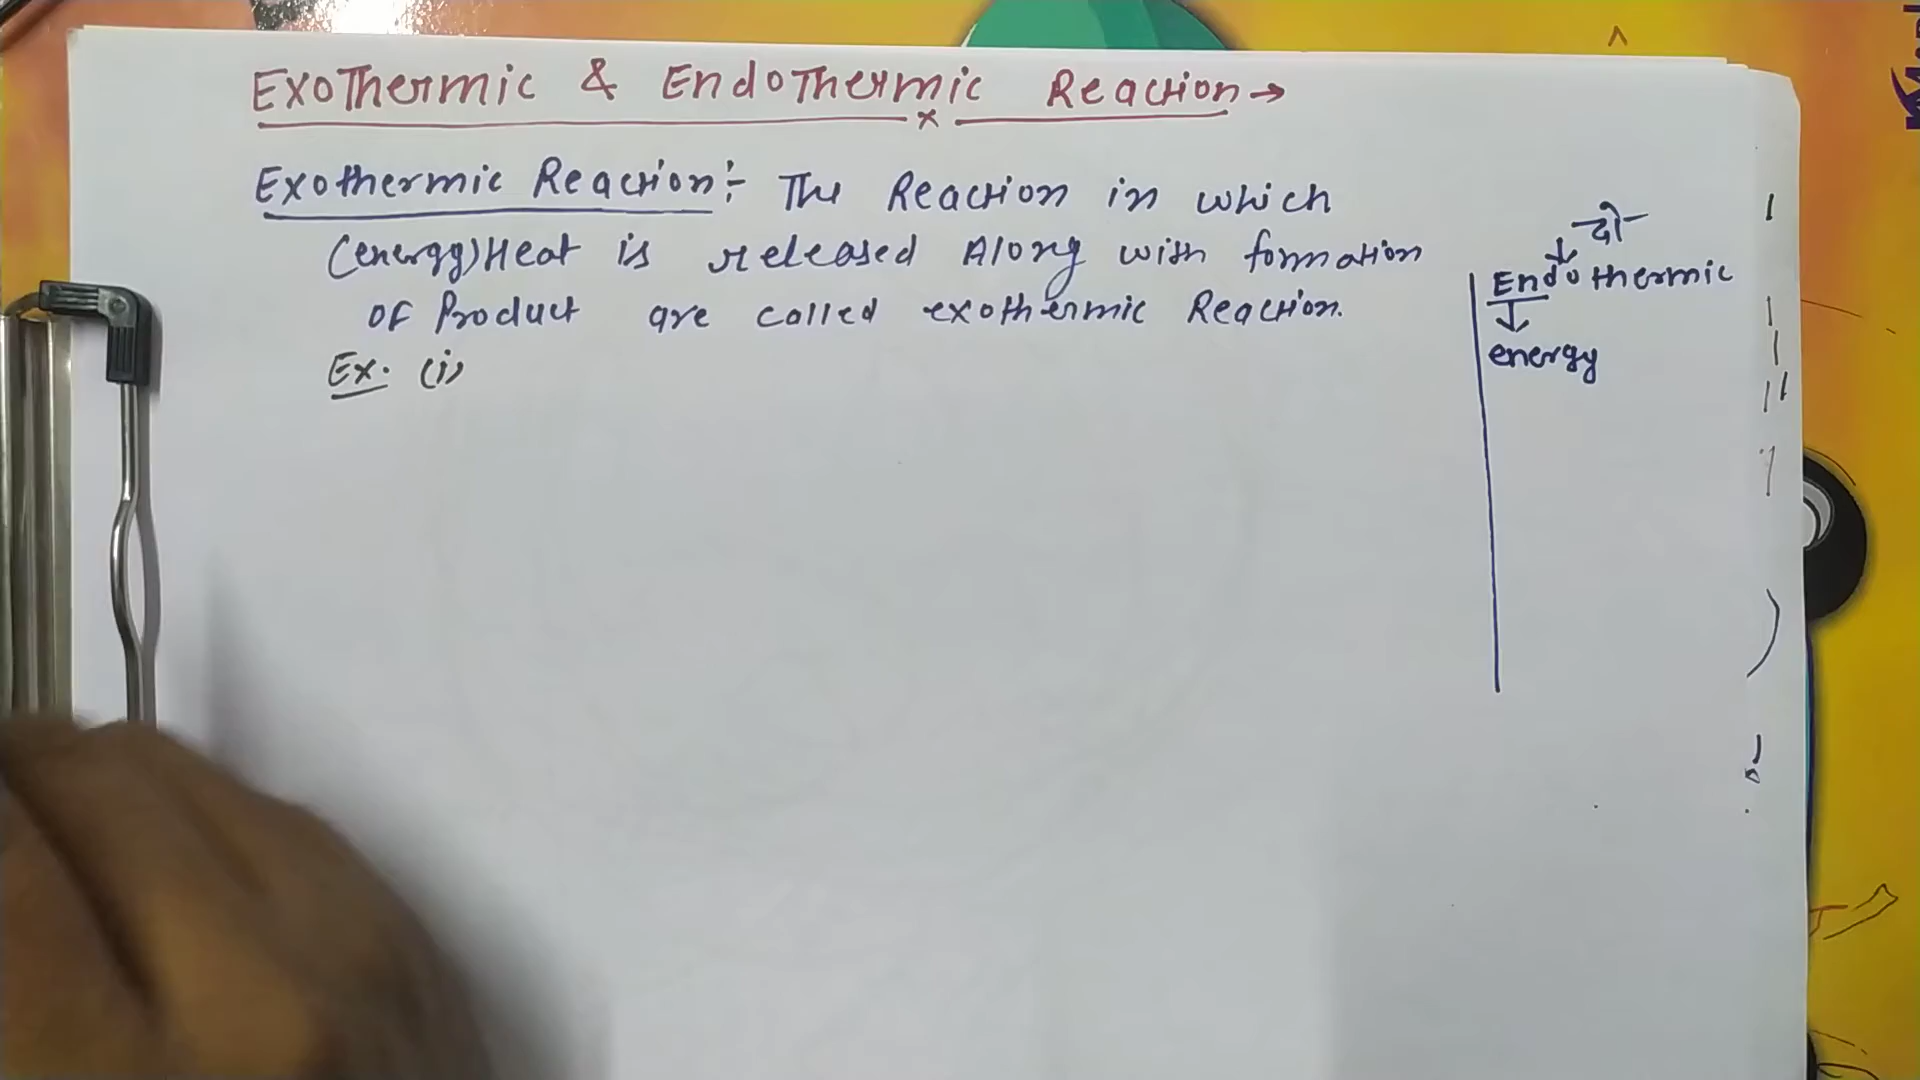 Exothermic & Endothermic Reaction→
Exothermic Reaction:- The Reaction in which
(energy) Heat is released Along with formation
of Product are called exothermic Reaction.
Ex. (i)
दो
Endothermic
energy